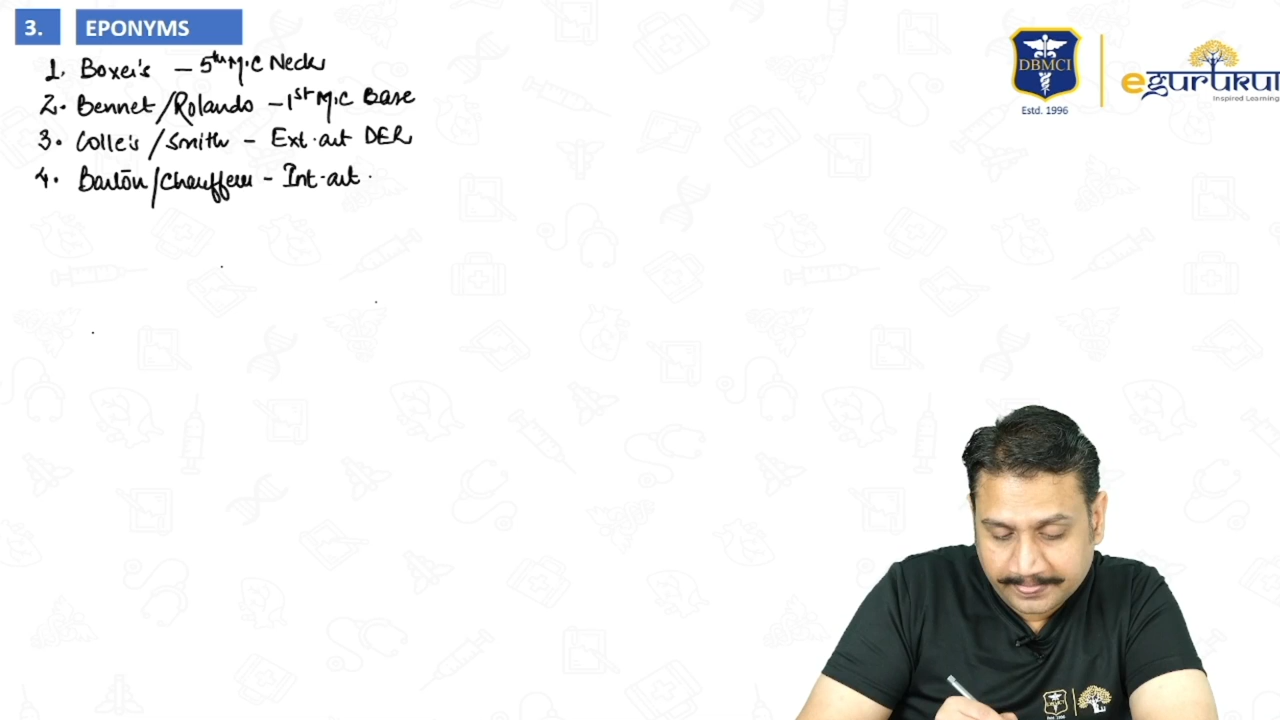 3. EPONYMS
1. Boxer's – 5th M.C Neck
2. Bennet/Rolando – 1st M.C Base
3. Colle's/Smith – Ext. art DER
4. Barton/Chauffeur – Int. art.
DBMCI
Estd. 1996
egurukul
Inspired Learning